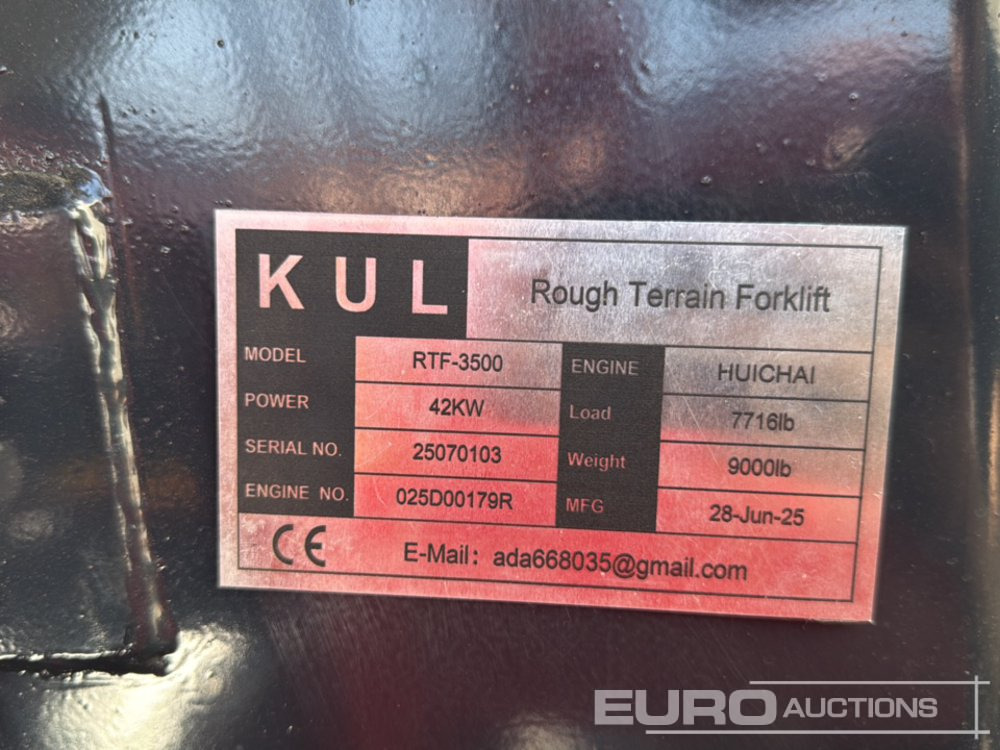 KUL Rough Terrain Forklift
MODEL RTF-3500 ENGINE HUICHAI
POWER 42KW Load 7716lb
SERIAL NO. 25070103 Weight 9000lb
ENGINE NO. 025D00179R MFG 28-Jun-25
CE E-Mail: ada668035@gmail.com
EURO AUCTIONS